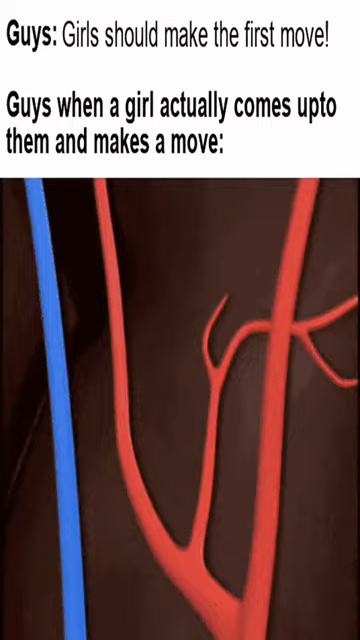 Guys: Girls should make the first move!
Guys when a girl actually comes upto
them and makes a move: